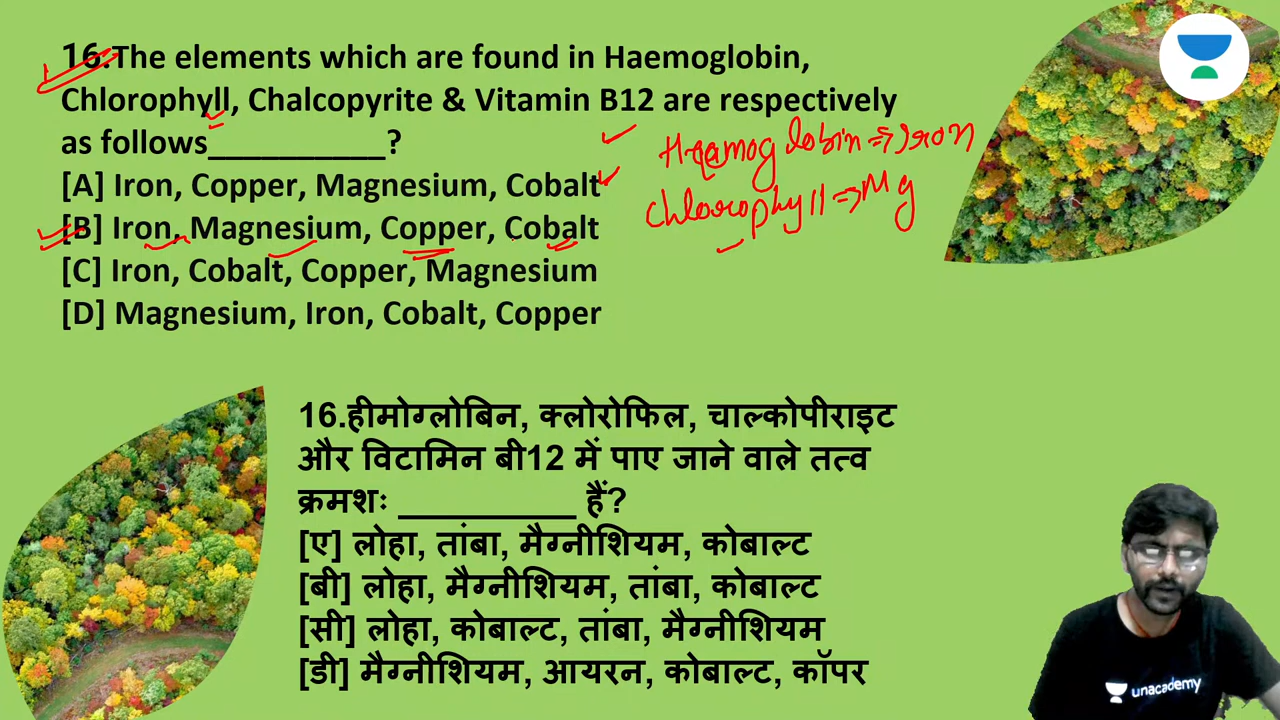 16.The elements which are found in Haemoglobin,
Chlorophyll, Chalcopyrite & Vitamin B12 are respectively
as follows__________?
[A] Iron, Copper, Magnesium, Cobalt
[B] Iron, Magnesium, Copper, Cobalt
[C] Iron, Cobalt, Copper, Magnesium
[D] Magnesium, Iron, Cobalt, Copper
Haemoglobin ⇒ Iron
Chlorophyll ⇒ Mg
16.हीमोग्लोबिन, क्लोरोफिल, चाल्कोपीराइट
और विटामिन बी12 में पाए जाने वाले तत्व
क्रमशः __________ हैं?
[ए] लोहा, तांबा, मैग्नीशियम, कोबाल्ट
[बी] लोहा, मैग्नीशियम, तांबा, कोबाल्ट
[सी] लोहा, कोबाल्ट, तांबा, मैग्नीशियम
[डी] मैग्नीशियम, आयरन, कोबाल्ट, कॉपर
unacademy